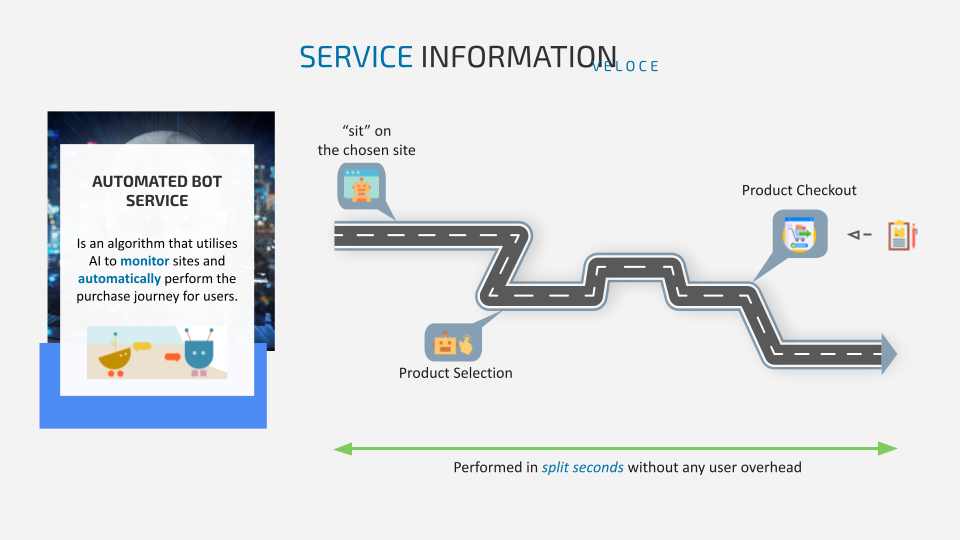 SERVICE INFORMATION
VELOCE
AUTOMATED BOT
SERVICE
Is an algorithm that utilises
AI to monitor sites and
automatically perform the
purchase journey for users.
“sit” on
the chosen site
Product Selection
Product Checkout
Performed in split seconds without any user overhead